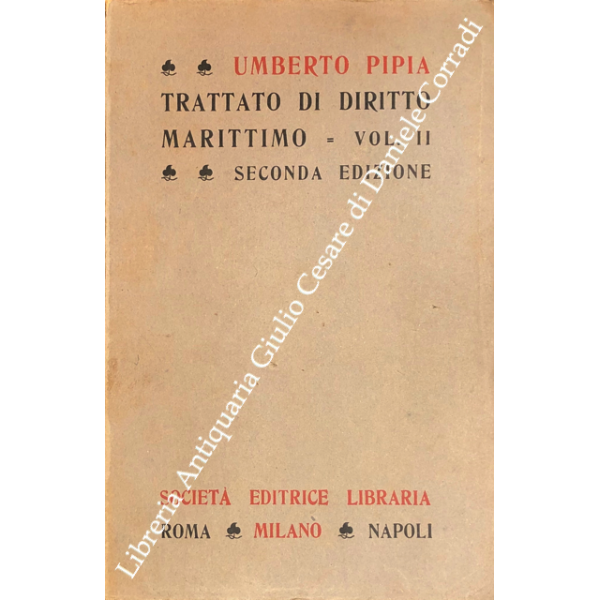 UMBERTO PIPIA
TRATTATO DI DIRITTO
MARITTIMO = VOL. II
SECONDA EDIZIONE
Libreria Antiquaria Giulio Cesare di Daniele Corradi
SOCIETÀ EDITRICE LIBRARIA
ROMA MILANO NAPOLI